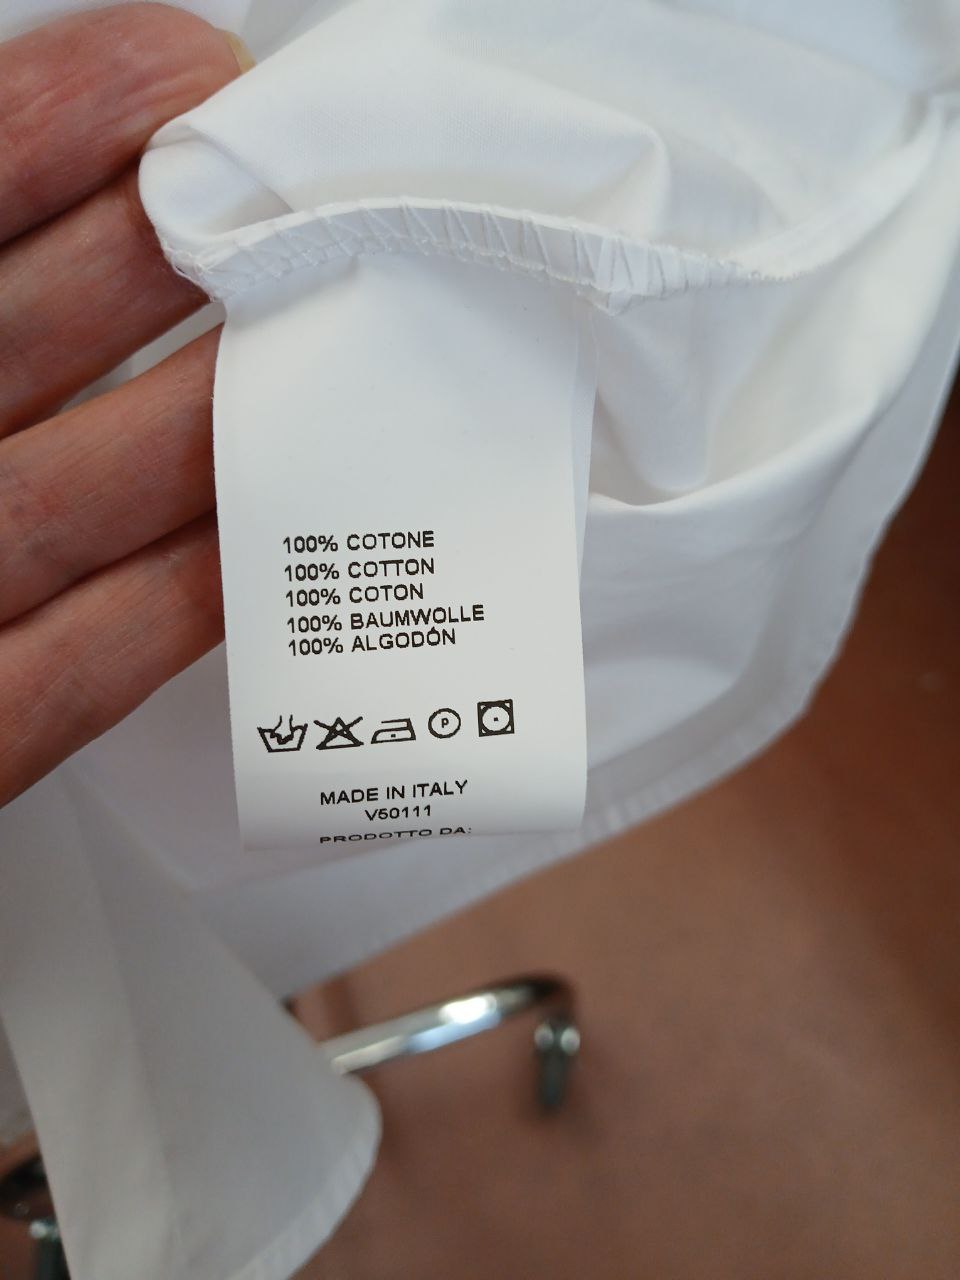 100% COTONE
100% COTTON
100% COTON
100% BAUMWOLLE
100% ALGODÓN
P
MADE IN ITALY
V50111
PRODOTTO DA: